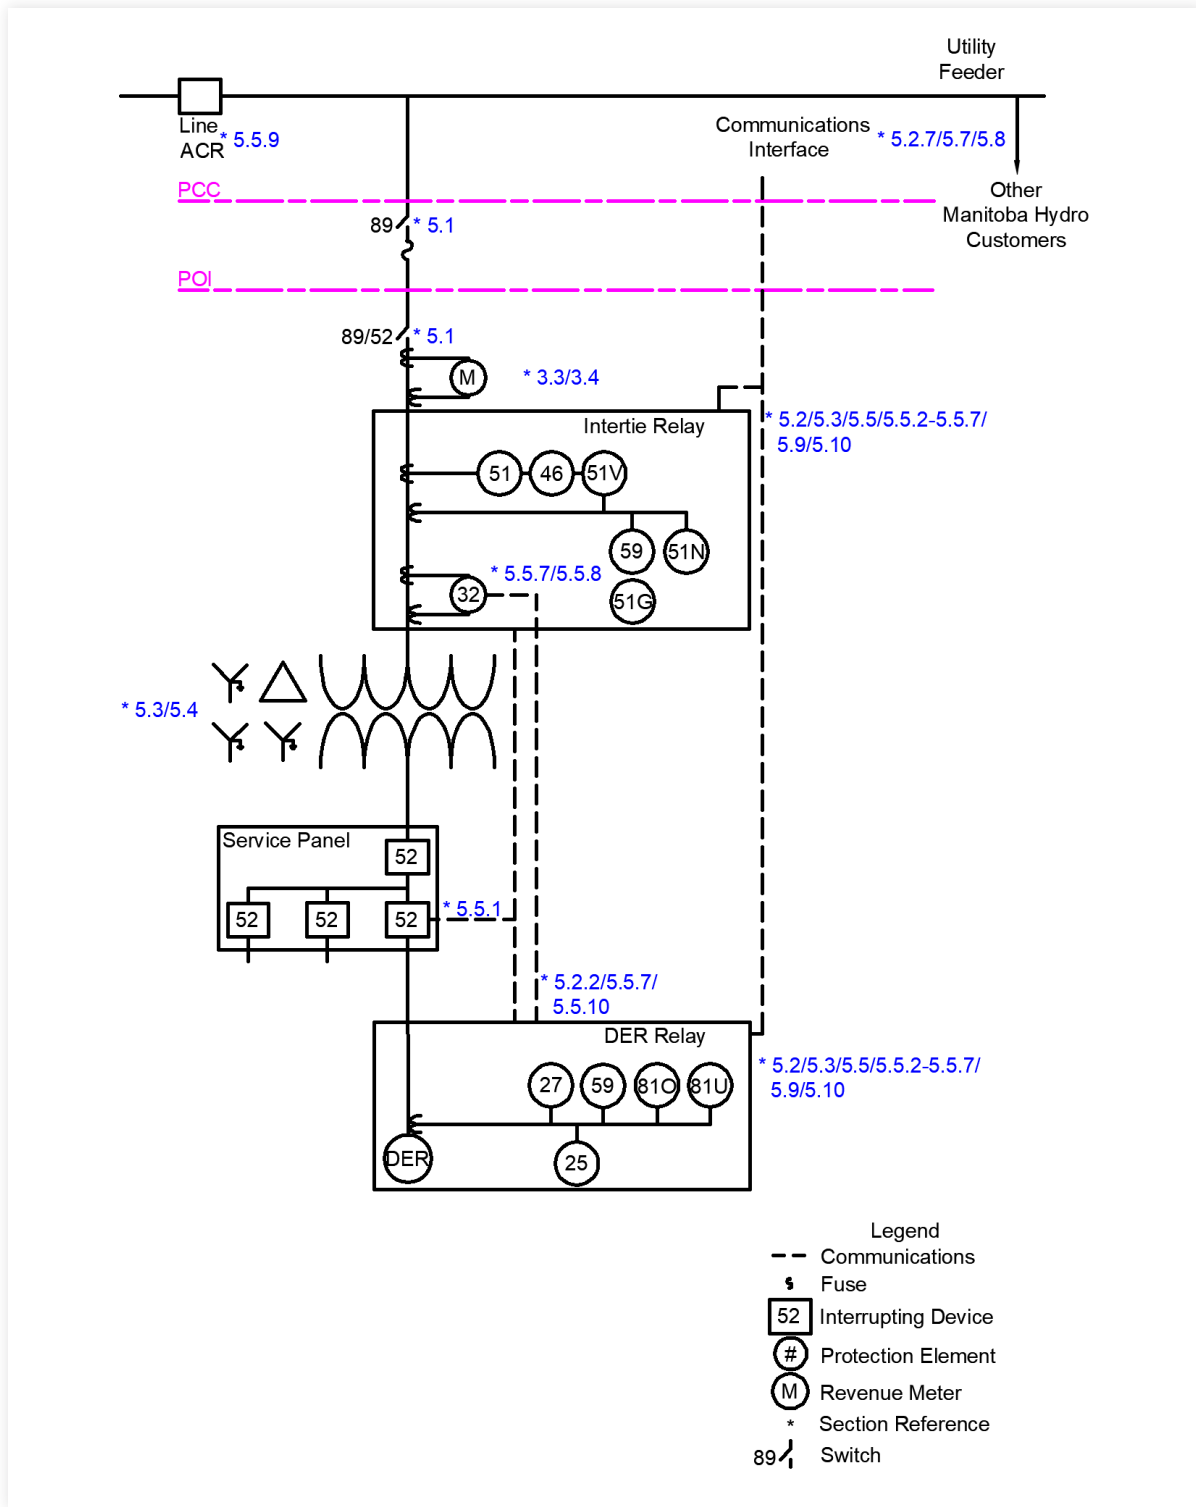 Utility
Feeder
Line
ACR
* 5.5.9
Communications
Interface
* 5.2.7/5.7/5.8
PCC
Other
Manitoba Hydro
Customers
89
* 5.1
POI
89/52
* 5.1
M
* 3.3/3.4
Intertie Relay
* 5.2/5.3/5.5/5.5.2-5.5.7/
5.9/5.10
51
46
51V
59
51N
* 5.5.7/5.5.8
32
51G
* 5.3/5.4
Service Panel
52
52
52
52
* 5.5.1
* 5.2.2/5.5.7/
5.5.10
DER Relay
* 5.2/5.3/5.5/5.5.2-5.5.7/
5.9/5.10
27
59
81O
81U
DER
25
Legend
Communications
Fuse
52
Interrupting Device
#
Protection Element
M
Revenue Meter
*
Section Reference
89
Switch